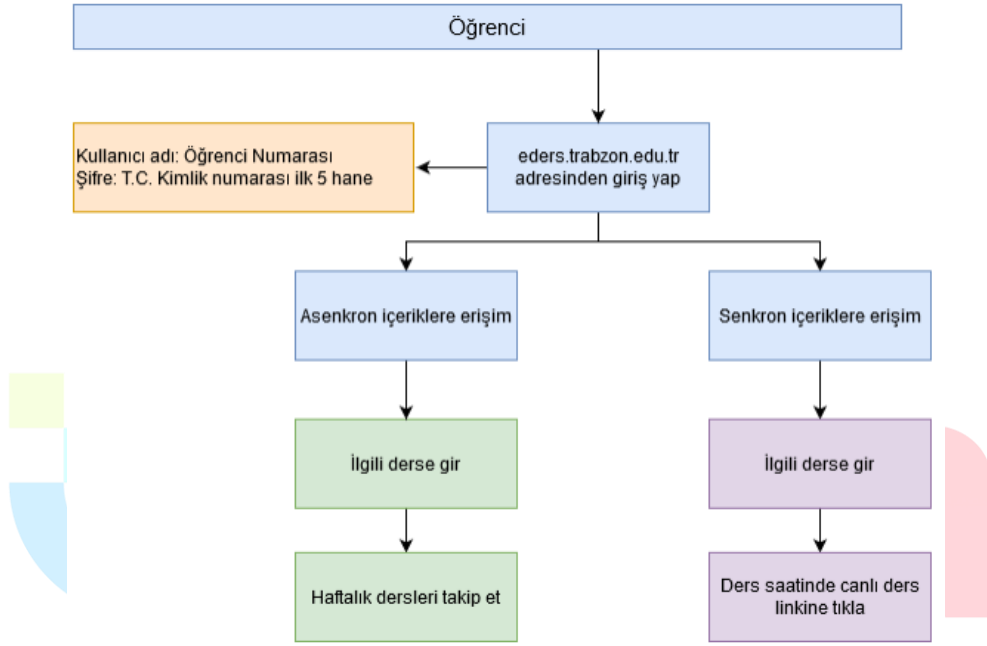 Öğrenci
Kullanıcı adı: Öğrenci Numarası
Şifre: T.C. Kimlik numarası ilk 5 hane
eders.trabzon.edu.tr
adresinden giriş yap
Asenkron içeriklere erişim
Senkron içeriklere erişim
İlgili derse gir
İlgili derse gir
Haftalık dersleri takip et
Ders saatinde canlı ders
linkine tıkla